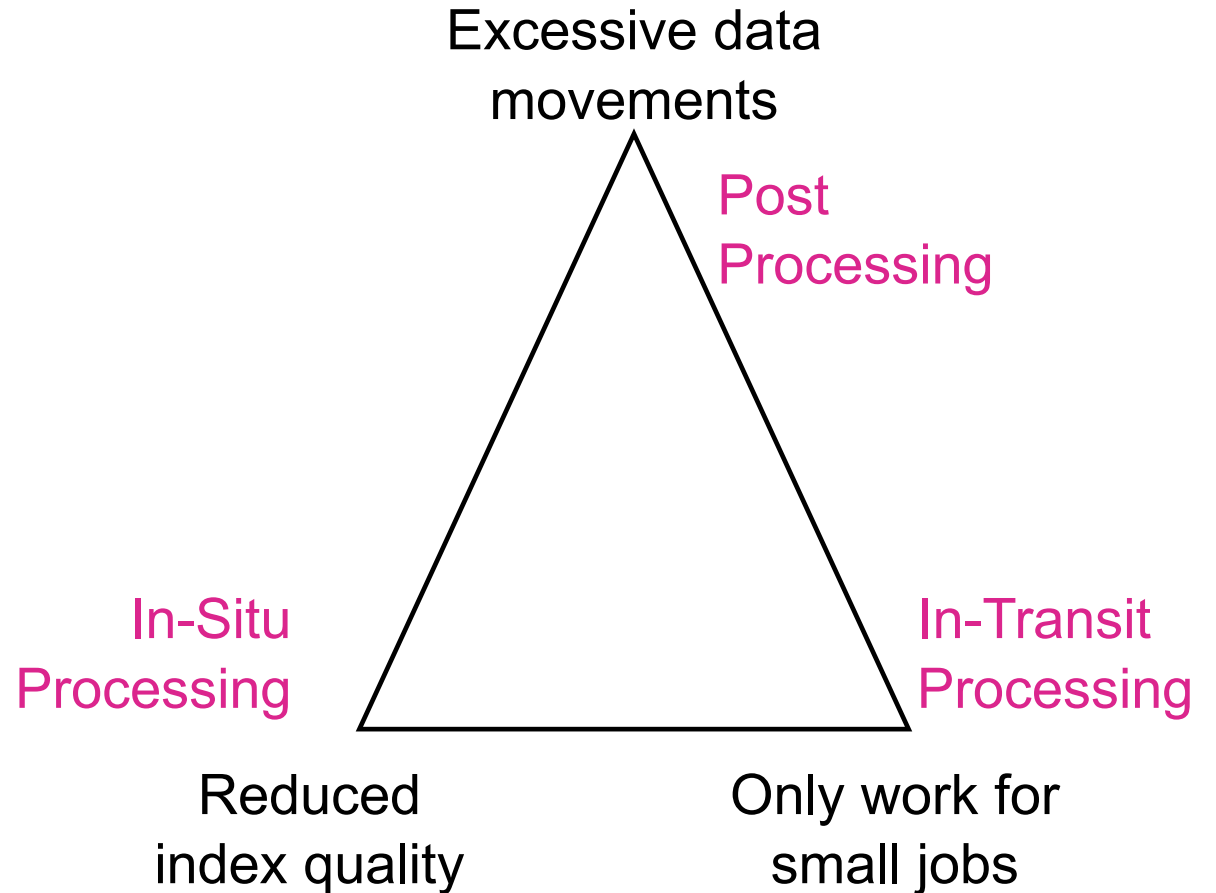 Excessive data
movements
Post
Processing
In-Situ
Processing
In-Transit
Processing
Reduced
index quality
Only work for
small jobs